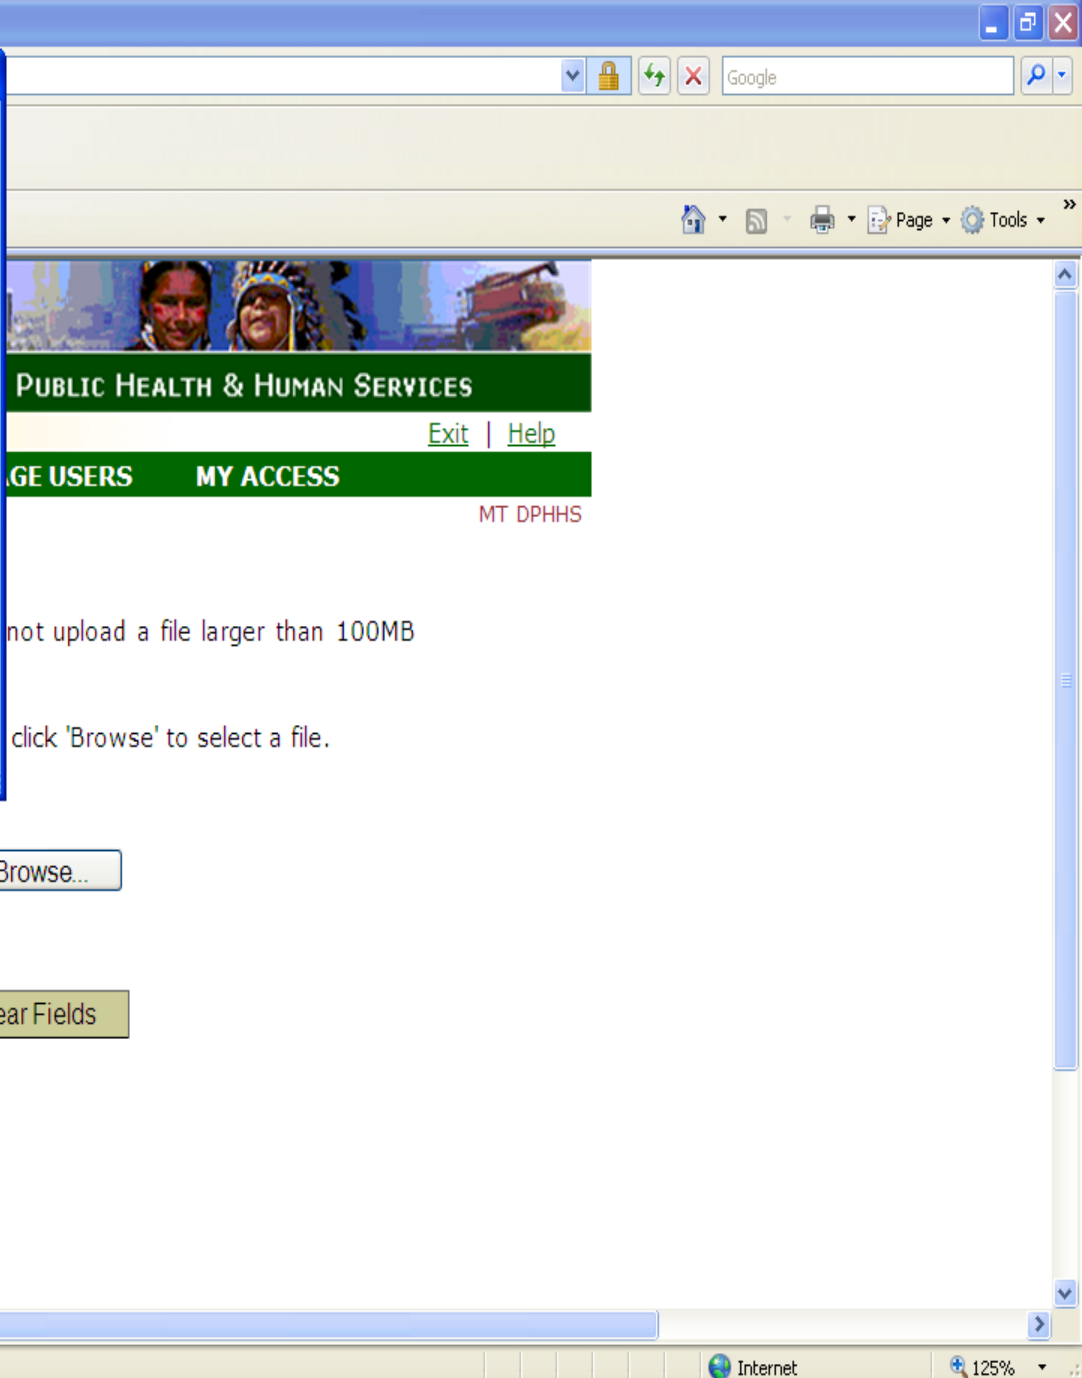 Google
Page
Tools
»
PUBLIC HEALTH & HUMAN SERVICES
Exit | Help
GE USERS MY ACCESS
MT DPHHS
not upload a file larger than 100MB
click 'Browse' to select a file.
Browse...
ear Fields
Internet
125%